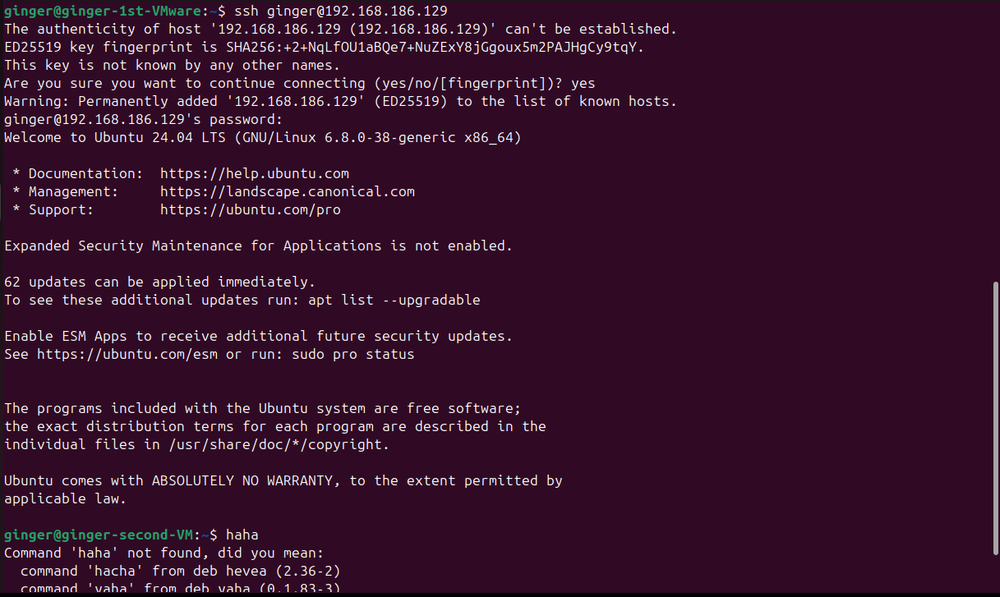 ginger@ginger-1st-VMware:~$ ssh ginger@192.168.186.129
The authenticity of host '192.168.186.129 (192.168.186.129)' can't be established.
ED25519 key fingerprint is SHA256:+2+NqLfOU1aBQe7+NuZExY8jGgoux5m2PAJHgCy9tqY.
This key is not known by any other names.
Are you sure you want to continue connecting (yes/no/[fingerprint])? yes
Warning: Permanently added '192.168.186.129' (ED25519) to the list of known hosts.
ginger@192.168.186.129's password:
Welcome to Ubuntu 24.04 LTS (GNU/Linux 6.8.0-38-generic x86_64)

 * Documentation:  https://help.ubuntu.com
 * Management:     https://landscape.canonical.com
 * Support:        https://ubuntu.com/pro

Expanded Security Maintenance for Applications is not enabled.

62 updates can be applied immediately.
To see these additional updates run: apt list --upgradable

Enable ESM Apps to receive additional future security updates.
See https://ubuntu.com/esm or run: sudo pro status


The programs included with the Ubuntu system are free software;
the exact distribution terms for each program are described in the
individual files in /usr/share/doc/*/copyright.

Ubuntu comes with ABSOLUTELY NO WARRANTY, to the extent permitted by
applicable law.

ginger@ginger-second-VM:~$ haha
Command 'haha' not found, did you mean:
  command 'hacha' from deb hevea (2.36-2)
  command 'yaha' from deb yaha (0.1.83-3)